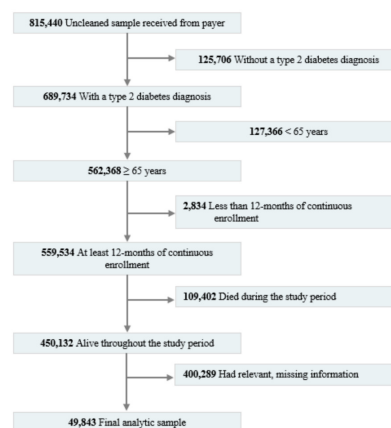 815,440 Uncleaned sample received from payer
125,706 Without a type 2 diabetes diagnosis
689,734 With a type 2 diabetes diagnosis
127,366 < 65 years
562,368 ≥ 65 years
2,834 Less than 12-months of continuous
enrollment
559,534 At least 12-months of continuous
enrollment
109,402 Died during the study period
450,132 Alive throughout the study period
400,289 Had relevant, missing information
49,843 Final analytic sample